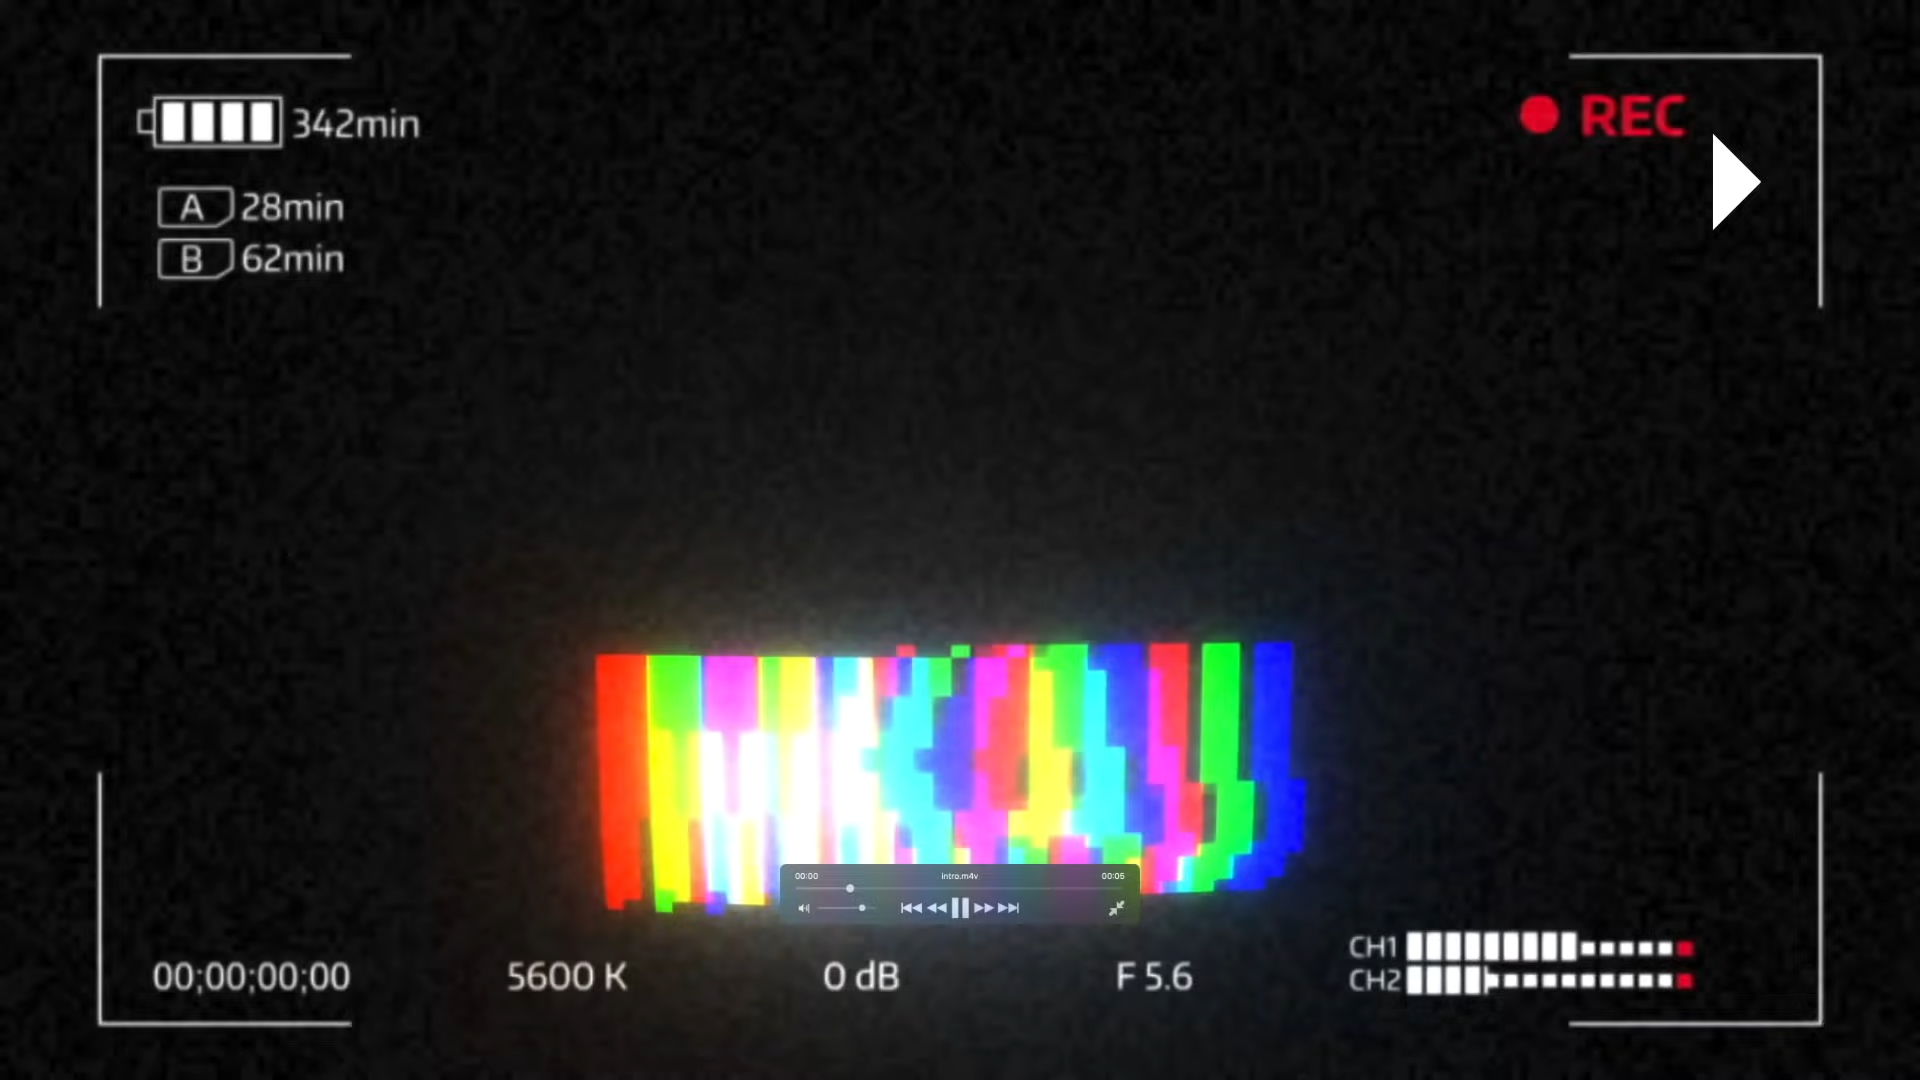 342min
REC
A 28min
B 62min
00:00 intro.m4v 00:05
CH1
CH2
00;00;00;00 5600 K 0 dB F 5.6